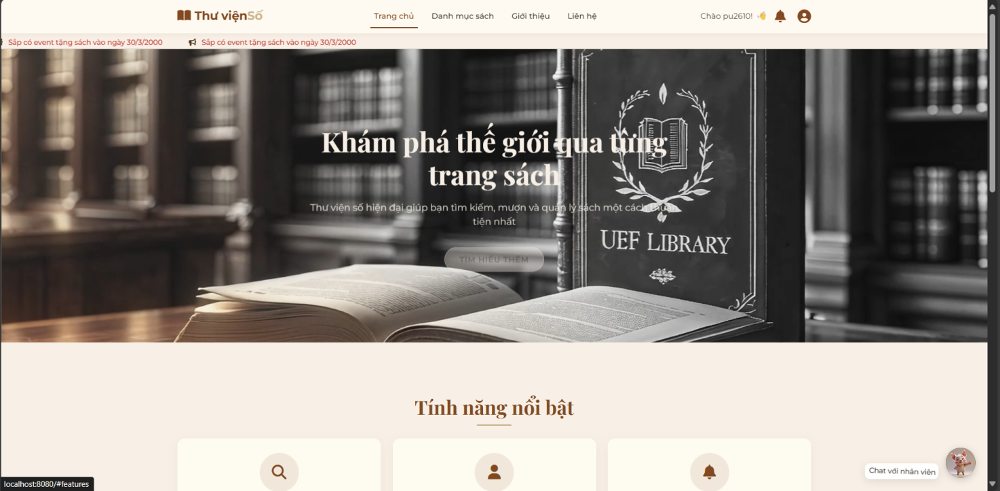 Thư việnSố
Trang chủ
Danh mục sách
Giới thiệu
Liên hệ
Chào pu2610! 👋
Sắp có event tặng sách vào ngày 30/3/2000
Sắp có event tặng sách vào ngày 30/3/2000
Khám phá thế giới qua từng
trang sách
Thư viện số hiện đại giúp bạn tìm kiếm, mượn và quản lý sách một cách thuận
tiện nhất
TÌM HIỂU THÊM
UEF LIBRARY
Tính năng nổi bật
Chat với nhân viên
localhost:8080/#features